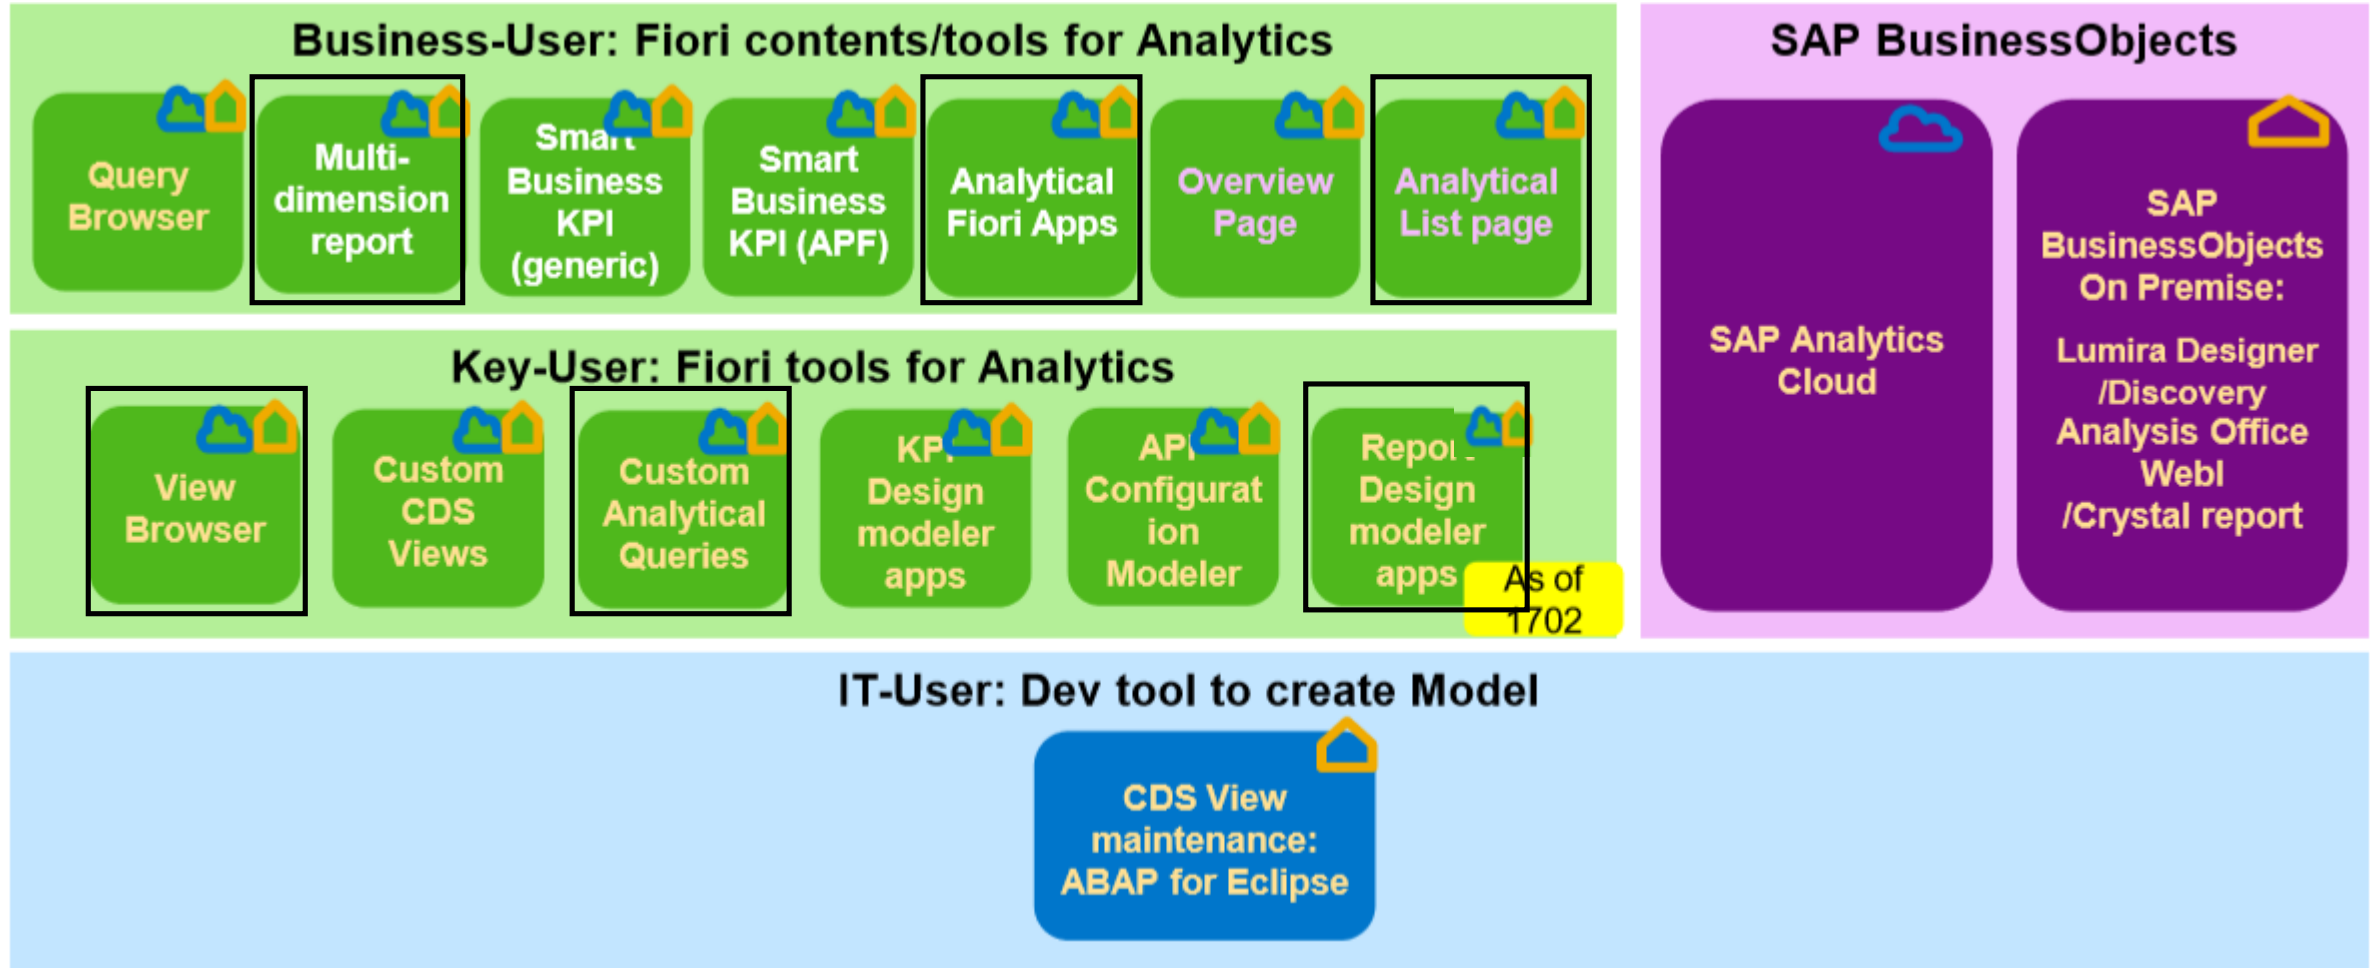 Business-User: Fiori contents/tools for Analytics
Query
Browser
Multi-
dimension
report
Smart
Business
KPI
(generic)
Smart
Business
KPI (APF)
Analytical
Fiori Apps
Overview
Page
Analytical
List page
Key-User: Fiori tools for Analytics
View
Browser
Custom
CDS
Views
Custom
Analytical
Queries
KPI
Design
modeler
apps
Configurat
ion
Modeler
Report
Design
modeler
apps
As of
1702
SAP BusinessObjects
SAP Analytics
Cloud
SAP
BusinessObjects
On Premise:
Lumira Designer
/Discovery
Analysis Office
WebI
/Crystal report
IT-User: Dev tool to create Model
CDS View
maintenance:
ABAP for Eclipse